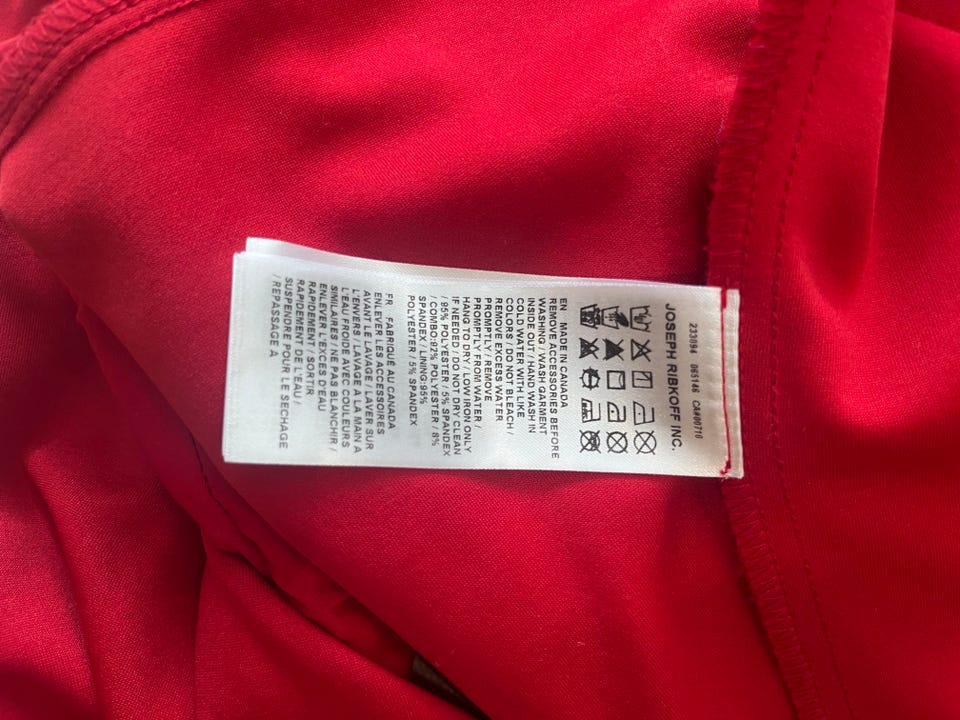 233094 065146 CA#00710
JOSEPH RIBKOFF INC.
EN MADE IN CANADA
REMOVE ACCESSORIES BEFORE
WASHING / WASH GARMENT
INSIDE OUT / HAND WASH IN
COLD WATER WITH LIKE
COLORS / DO NOT BLEACH /
REMOVE EXCESS WATER
PROMPTLY / REMOVE
PROMPTLY FROM WATER /
HANG TO DRY / LOW IRON ONLY
IF NEEDED / DO NOT DRY CLEAN
/ 95% POLYESTER / 5% SPANDEX
/ COMBO:92% POLYESTER / 8%
SPANDEX / LINING:95%
POLYESTER / 5% SPANDEX
FR FABRIQUÉ AU CANADA
ENLEVER LES ACCESSOIRES
AVANT LE LAVAGE / LAVER SUR
L'ENVERS / LAVAGE A LA MAIN A
L'EAU FROIDE AVEC COULEURS
SIMILAIRES / NE PAS BLANCHIR /
ENLEVER L'EXCES D'EAU
RAPIDEMENT / SORTIR
RAPIDEMENT DE L'EAU /
SUSPENDRE POUR LE SECHAGE
/ REPASSAGE A